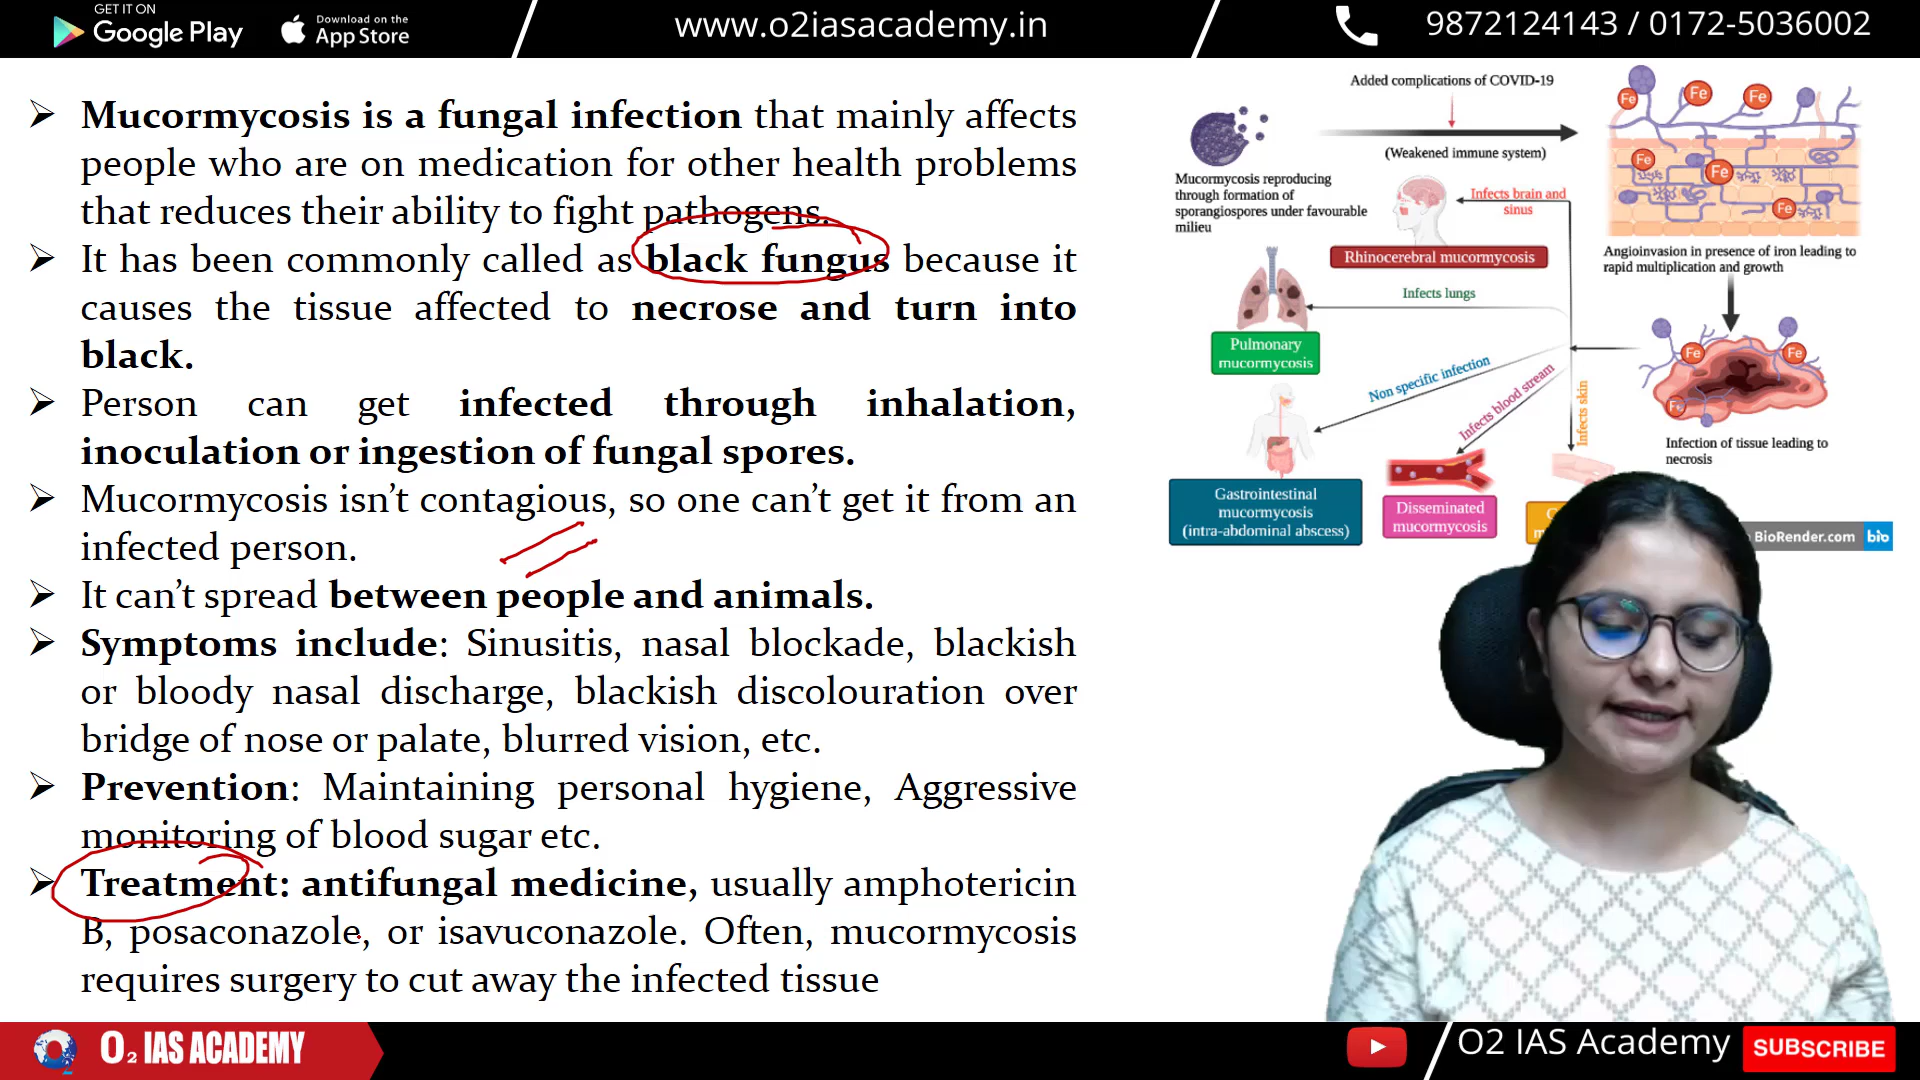 GET IT ON
Google Play
Download on the
App Store
www.o2iasacademy.in
9872124143 / 0172-5036002
➢ Mucormycosis is a fungal infection that mainly affects
people who are on medication for other health problems
that reduces their ability to fight pathogens.
➢ It has been commonly called as black fungus because it
causes the tissue affected to necrose and turn into
black.
➢ Person can get infected through inhalation,
inoculation or ingestion of fungal spores.
➢ Mucormycosis isn’t contagious, so one can’t get it from an
infected person.
➢ It can’t spread between people and animals.
➢ Symptoms include: Sinusitis, nasal blockade, blackish
or bloody nasal discharge, blackish discolouration over
bridge of nose or palate, blurred vision, etc.
➢ Prevention: Maintaining personal hygiene, Aggressive
monitoring of blood sugar etc.
➢ Treatment: antifungal medicine, usually amphotericin
B, posaconazole, or isavuconazole. Often, mucormycosis
requires surgery to cut away the infected tissue
Added complications of COVID-19
(Weakened immune system)
Mucormycosis reproducing
through formation of
sporangiospores under favourable
milieu
Fe
Fe
Fe
Fe
Fe
Fe
Angioinvasion in presence of iron leading to
rapid multiplication and growth
Infects brain and
sinus
Rhinocerebral mucormycosis
Infects lungs
Pulmonary
mucormycosis
Non specific infection
Infects blood stream
Infects skin
Fe
Fe
Fe
Infection of tissue leading to
necrosis
Gastrointestinal
mucormycosis
(intra-abdominal abscess)
Disseminated
mucormycosis
BioRender.com
bio
O2 IAS ACADEMY
O2 IAS Academy
SUBSCRIBE